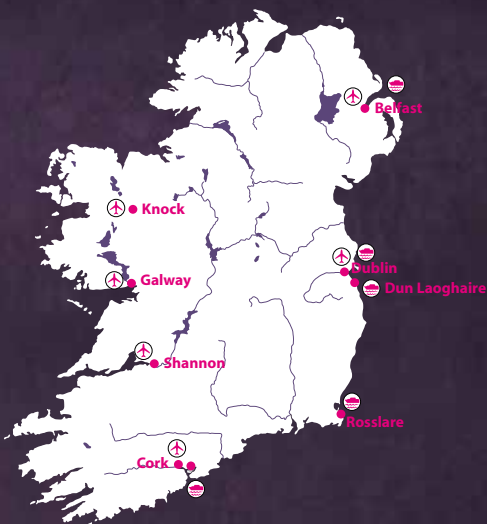 Belfast
Knock
Dublin
Galway
Dun Laoghaire
Shannon
Rosslare
Cork